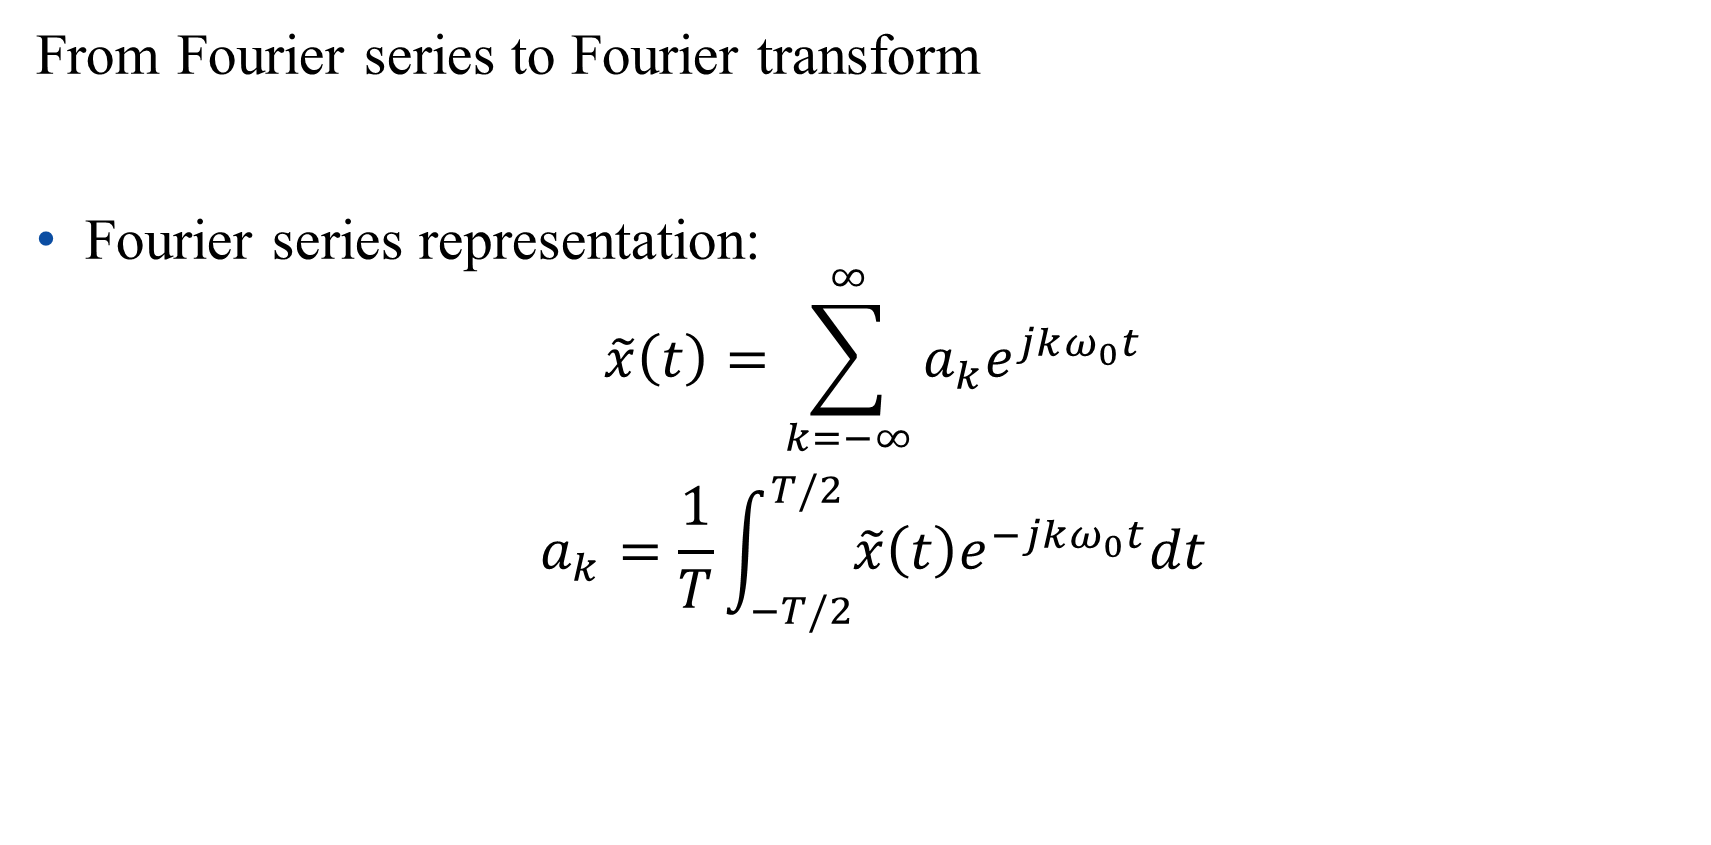 From Fourier series to Fourier transform
• Fourier series representation:
x̃(t) = ∑_{k=−∞}^{∞} a_k e^{jkω₀t}
a_k = 1/T ∫_{−T/2}^{T/2} x̃(t)e^{−jkω₀t} dt